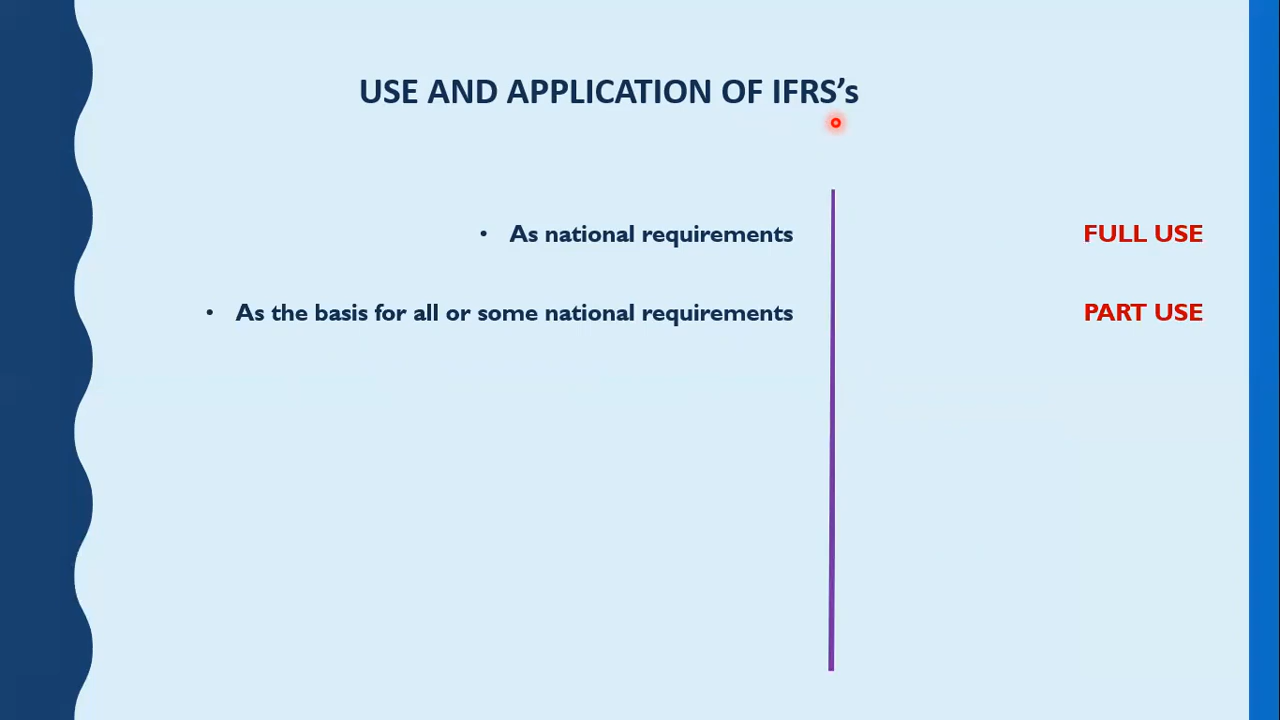 USE AND APPLICATION OF IFRS’s
• As national requirements FULL USE
• As the basis for all or some national requirements PART USE